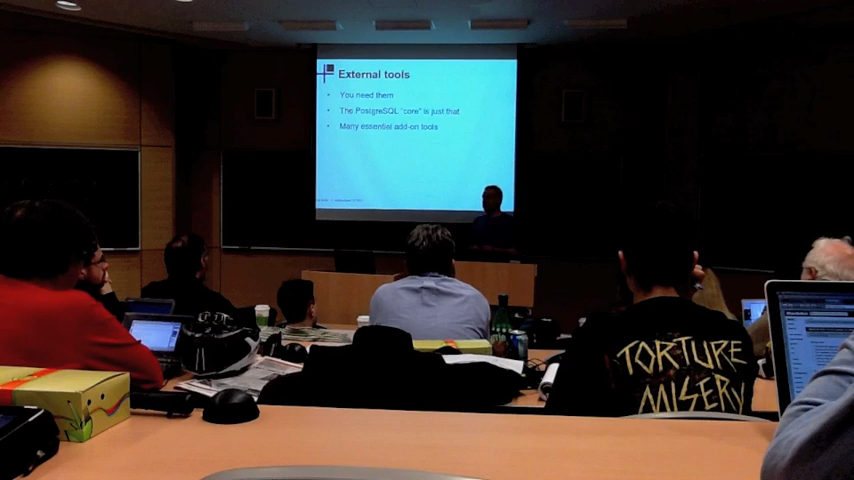 External tools
• You need them
• The PostgreSQL "core" is just that
• Many essential add-on tools
TORTURE
MISERY